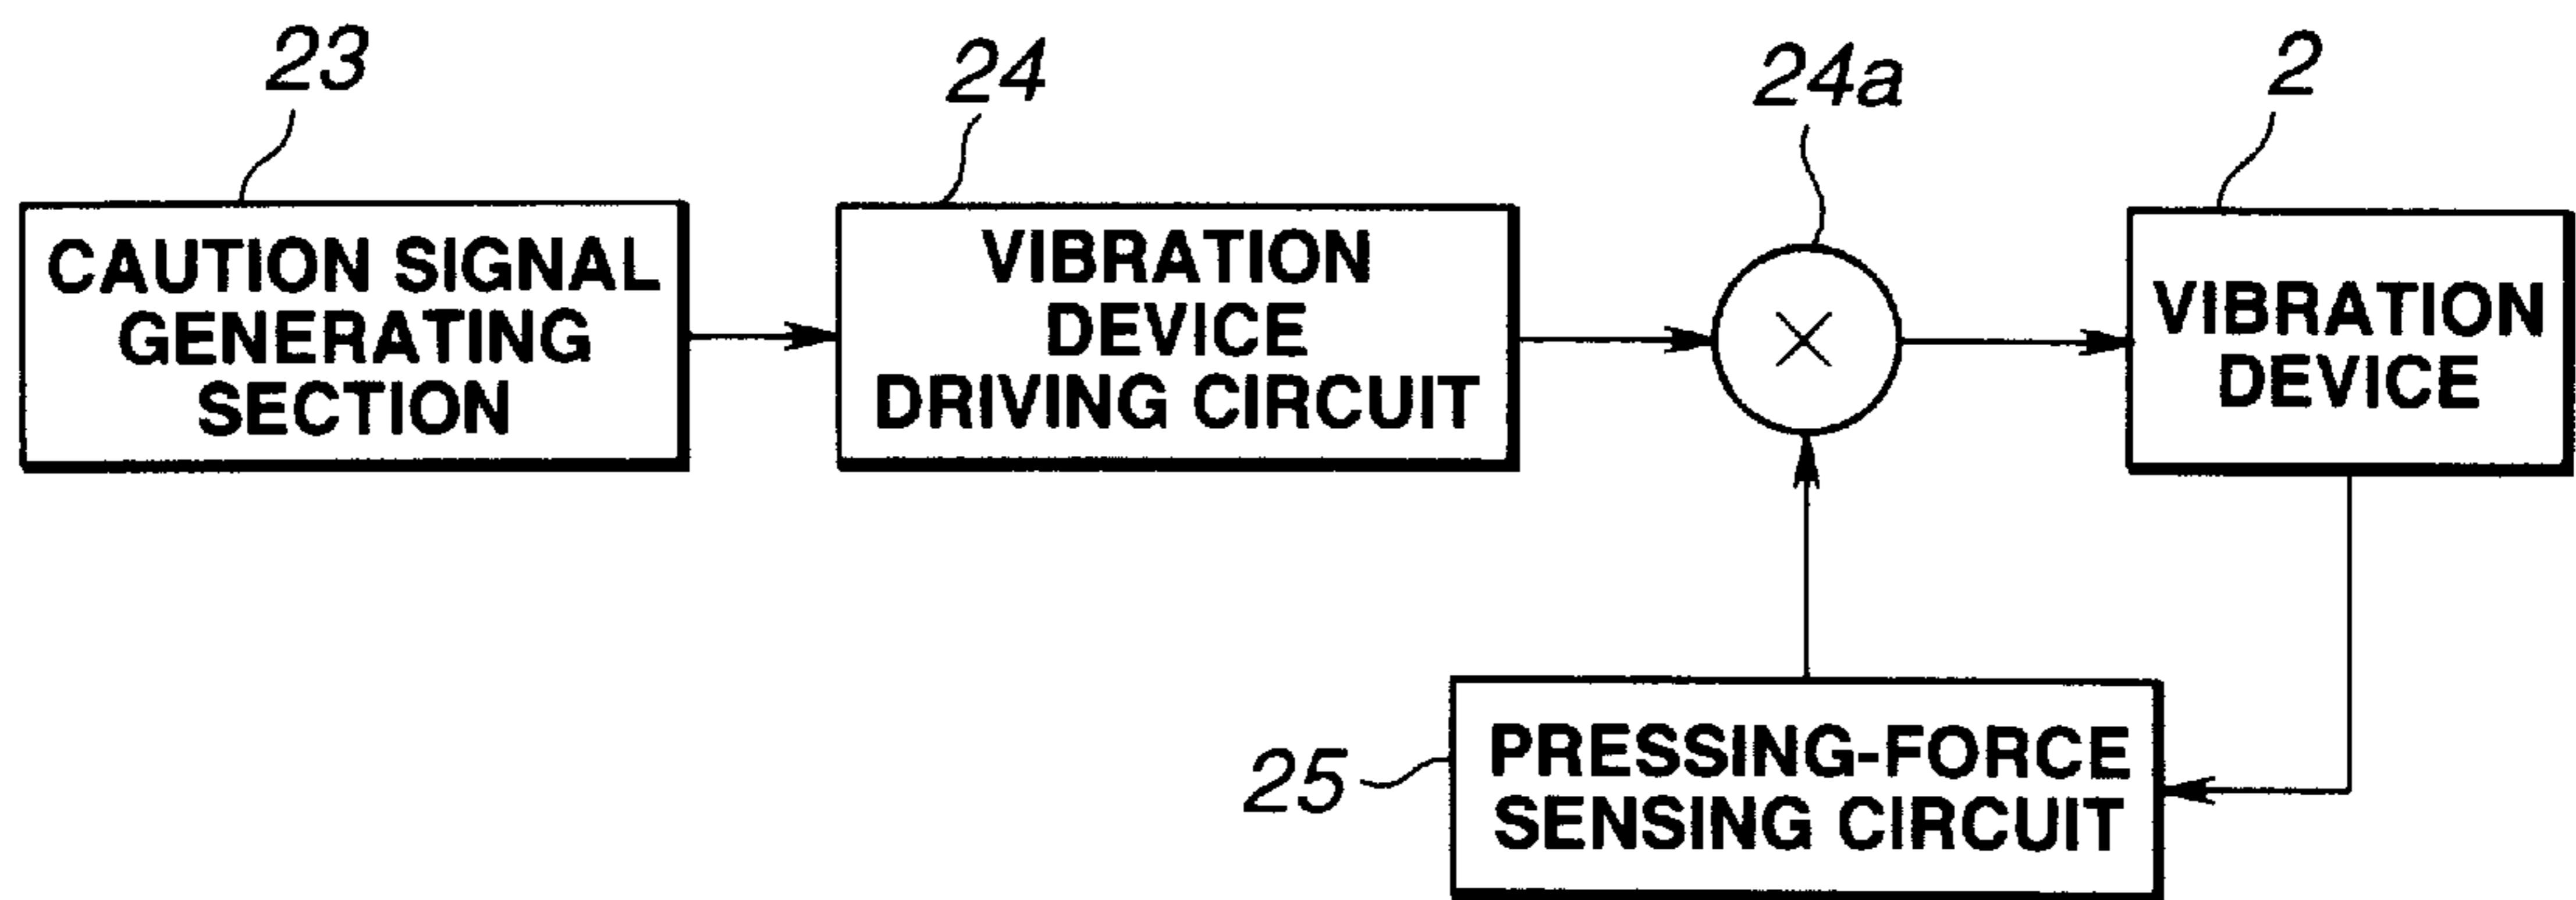 23
24
24a
2
CAUTION SIGNAL
GENERATING
SECTION
VIBRATION
DEVICE
DRIVING CIRCUIT
×
VIBRATION
DEVICE
25
PRESSING-FORCE
SENSING CIRCUIT